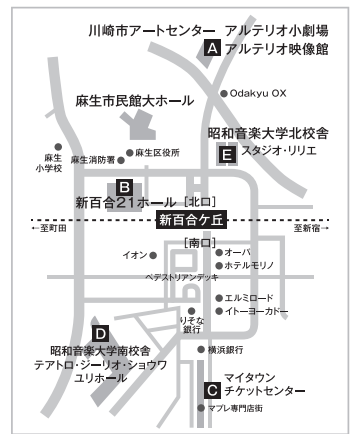 川崎市アートセンター アルテリオ小劇場
A アルテリオ映像館
Odakyu OX
麻生市民館大ホール
昭和音楽大学北校舎
E スタジオ・リリエ
麻生区役所
麻生消防署
麻生
小学校
B
新百合21ホール [北口]
新百合ケ丘
←至町田
至新宿→
[南口]
イオン
オーパ
ホテルモリノ
ペデストリアンデッキ
エルミロード
イトーヨーカドー
りそな
銀行
D
昭和音楽大学南校舎
テアトロ・ジーリオ・ショウワ
ユリホール
横浜銀行
C マイタウン
チケットセンター
マプレ専門店街